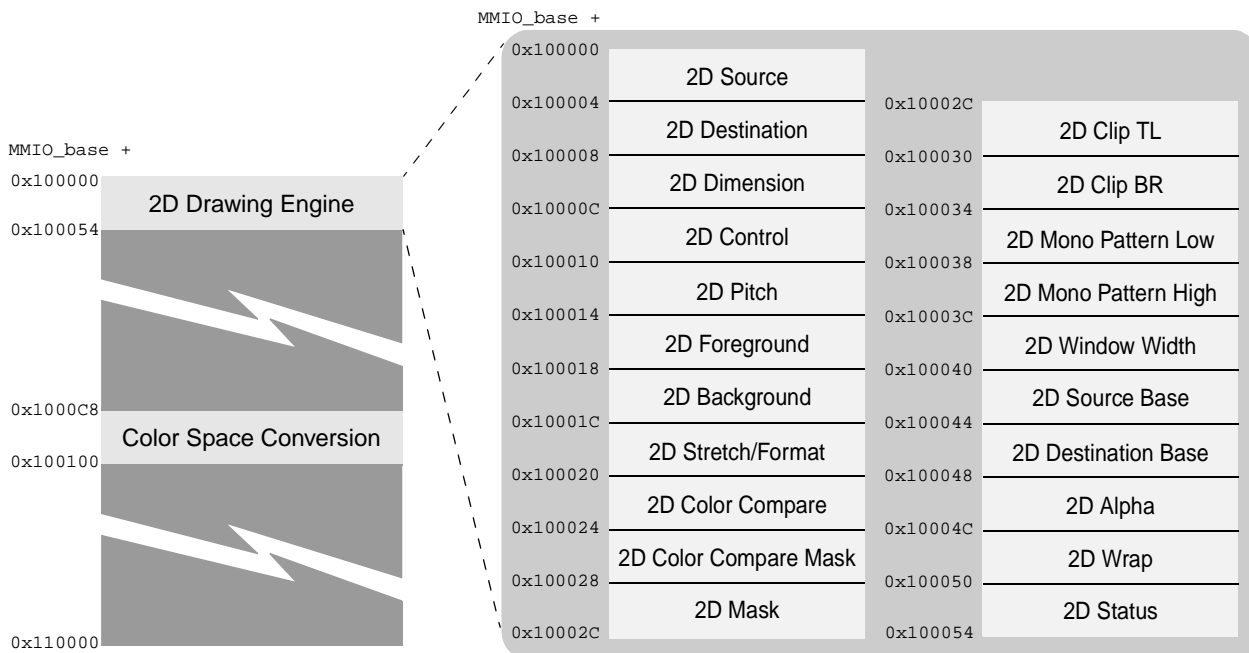 MMIO_base +
0x100000
2D Drawing Engine
0x100054
0x1000C8
Color Space Conversion
0x100100
0x110000
MMIO_base +
0x100000
2D Source
0x100004
2D Destination
0x100008
2D Dimension
0x10000C
2D Control
0x100010
2D Pitch
0x100014
2D Foreground
0x100018
2D Background
0x10001C
2D Stretch/Format
0x100020
2D Color Compare
0x100024
2D Color Compare Mask
0x100028
2D Mask
0x10002C
0x10002C
2D Clip TL
0x100030
2D Clip BR
0x100034
2D Mono Pattern Low
0x100038
2D Mono Pattern High
0x10003C
2D Window Width
0x100040
2D Source Base
0x100044
2D Destination Base
0x100048
2D Alpha
0x10004C
2D Wrap
0x100050
2D Status
0x100054